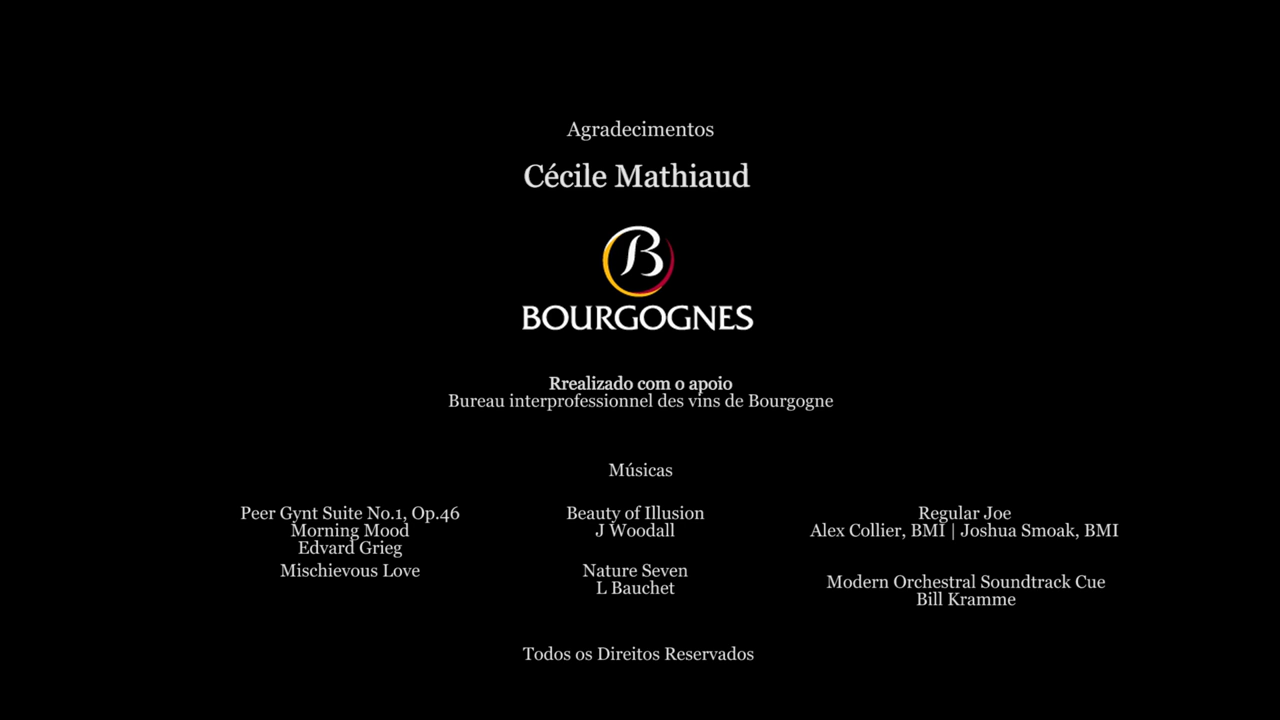 Agradecimentos
Cécile Mathiaud
B
BOURGOGNES
Rrealizado com o apoio
Bureau interprofessionnel des vins de Bourgogne
Músicas
Peer Gynt Suite No.1, Op.46
Morning Mood
Edvard Grieg
Mischievous Love
Beauty of Illusion
J Woodall
Nature Seven
L Bauchet
Regular Joe
Alex Collier, BMI | Joshua Smoak, BMI
Modern Orchestral Soundtrack Cue
Bill Kramme
Todos os Direitos Reservados